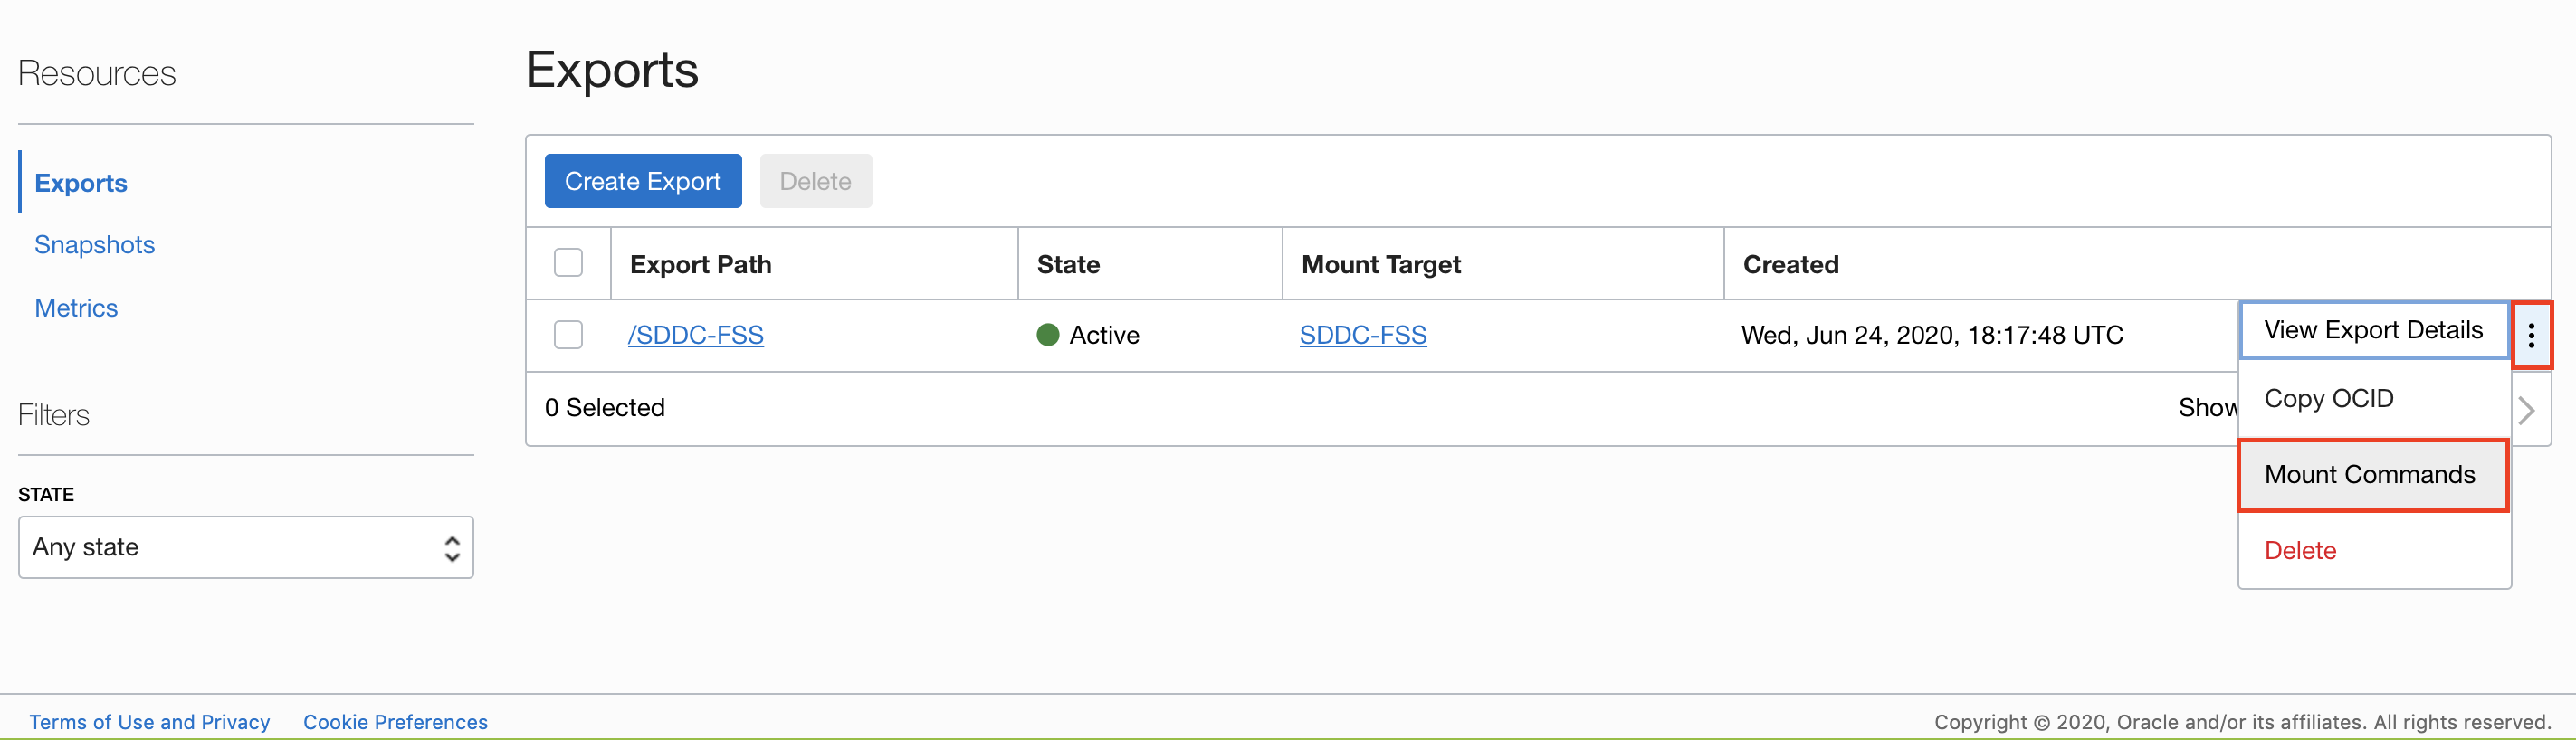 Resources
Exports
Snapshots
Metrics
Filters
STATE
Any state
Exports
Create Export
Delete
Export Path
State
Mount Target
Created
/SDDC-FSS
Active
SDDC-FSS
Wed, Jun 24, 2020, 18:17:48 UTC
0 Selected
Show
View Export Details
Copy OCID
Mount Commands
Delete
Terms of Use and Privacy
Cookie Preferences
Copyright © 2020, Oracle and/or its affiliates. All rights reserved.